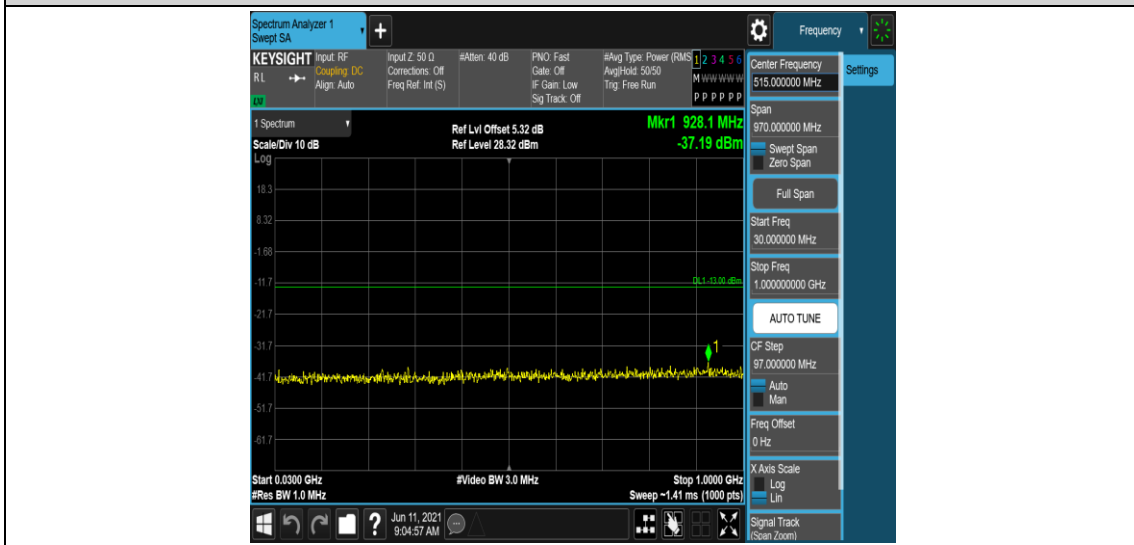 Spectrum Analyzer 1
Swept SA
+
Frequency
KEYSIGHT
RL
LXI
Input: RF
Coupling: DC
Align: Auto
Input Z: 50 Ω
Corrections: Off
Freq Ref: Int (S)
#Atten: 40 dB
PNO: Fast
Gate: Off
IF Gain: Low
Sig Track: Off
#Avg Type: Power (RMS
Avg|Hold: 50/50
Trig: Free Run
1 2 3 4 5 6
M W W W W W
P P P P P P
1 Spectrum
Scale/Div 10 dB
Ref Lvl Offset 5.32 dB
Ref Level 28.32 dBm
Mkr1 928.1 MHz
-37.19 dBm
Log
18.3
8.32
-1.68
-11.7
DL1 -13.00 dBm
-21.7
-31.7
1
-41.7
-51.7
-61.7
Start 0.0300 GHz
#Video BW 3.0 MHz
Stop 1.0000 GHz
#Res BW 1.0 MHz
Sweep ~1.41 ms (1000 pts)
?
Jun 11, 2021
9:04:57 AM
Center Frequency
515.000000 MHz
Settings
Span
970.000000 MHz
Swept Span
Zero Span
Full Span
Start Freq
30.000000 MHz
Stop Freq
1.000000000 GHz
AUTO TUNE
CF Step
97.000000 MHz
Auto
Man
Freq Offset
0 Hz
X Axis Scale
Log
Lin
Signal Track
(Span Zoom)